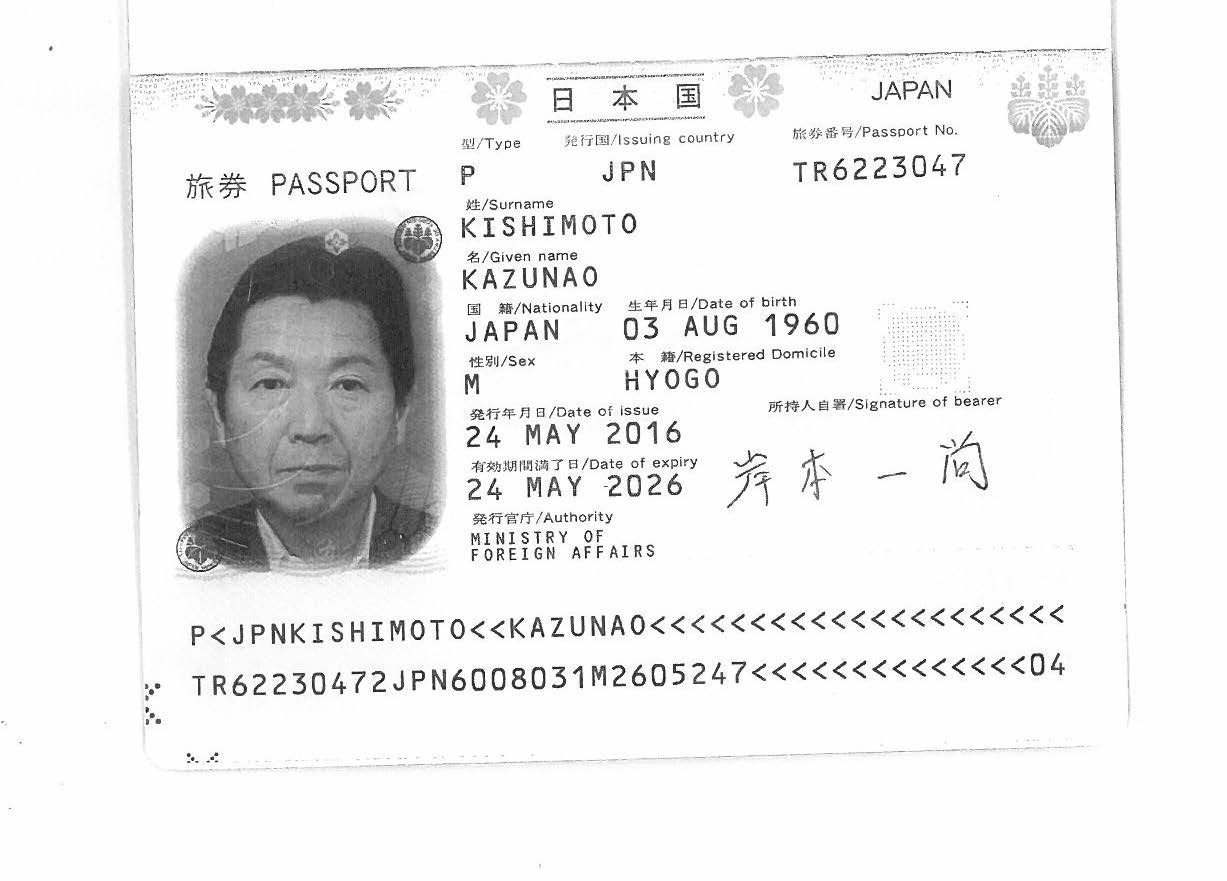 日本国 JAPAN
型/Type 発行国/Issuing country 旅券番号/Passport No.
旅券 PASSPORT P JPN TR6223047
姓/Surname
KISHIMOTO
名/Given name
KAZUNAO
国 籍/Nationality 生年月日/Date of birth
JAPAN 03 AUG 1960
性別/Sex 本 籍/Registered Domicile
M HYOGO
発行年月日/Date of issue 所持人自署/Signature of bearer
24 MAY 2016
有効期間満了日/Date of expiry
24 MAY 2026 岸本一尚
発行官庁/Authority
MINISTRY OF
FOREIGN AFFAIRS
P<JPNKISHIMOTO<<KAZUNAO<<<<<<<<<<<<<<<<<<<<<
TR62230472JPN6008031M2605247<<<<<<<<<<<<<<04